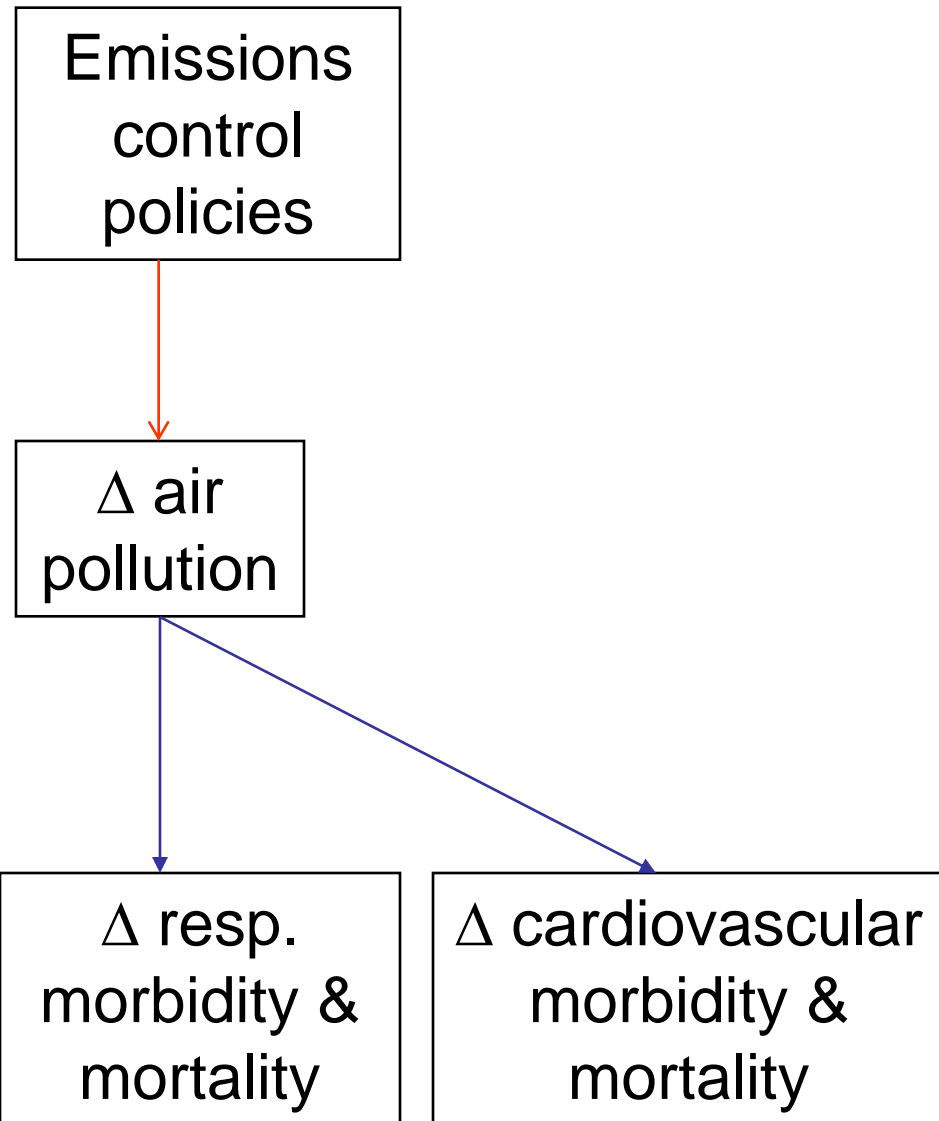 Emissions
control
policies
Δ air
pollution
Δ resp.
morbidity &
mortality
Δ cardiovascular
morbidity &
mortality